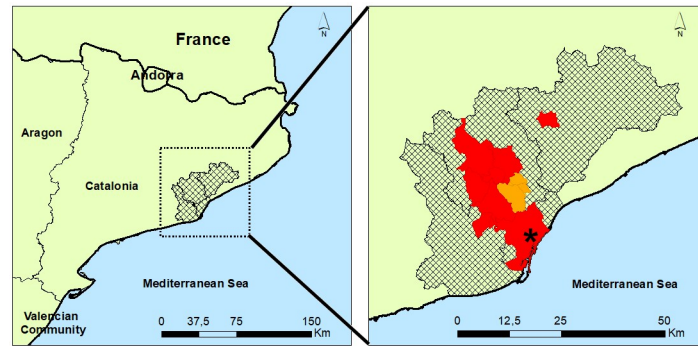 France
N
Andorra
Aragon
Catalonia
Mediterranean Sea
Valencian
Community
0 37,5 75 150
Km
N
*
Mediterranean Sea
0 12,5 25 50
Km